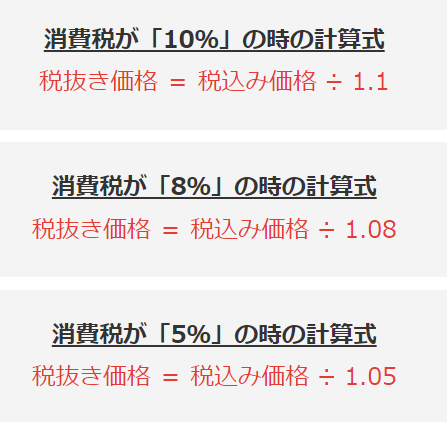 消費税が「10%」の時の計算式
税抜き価格 ＝ 税込み価格 ÷ 1.1
消費税が「8%」の時の計算式
税抜き価格 ＝ 税込み価格 ÷ 1.08
消費税が「5%」の時の計算式
税抜き価格 ＝ 税込み価格 ÷ 1.05